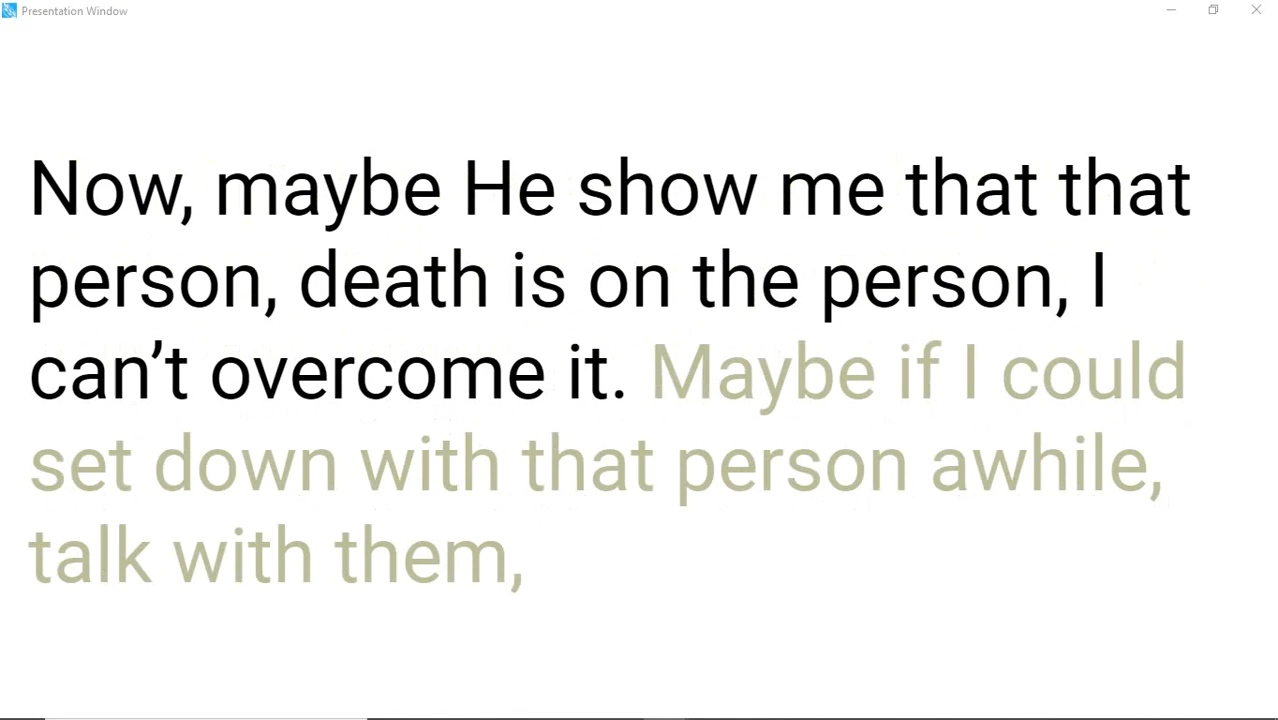 Presentation Window
Now, maybe He show me that that
person, death is on the person, I
can’t overcome it. Maybe if I could
set down with that person awhile,
talk with them,